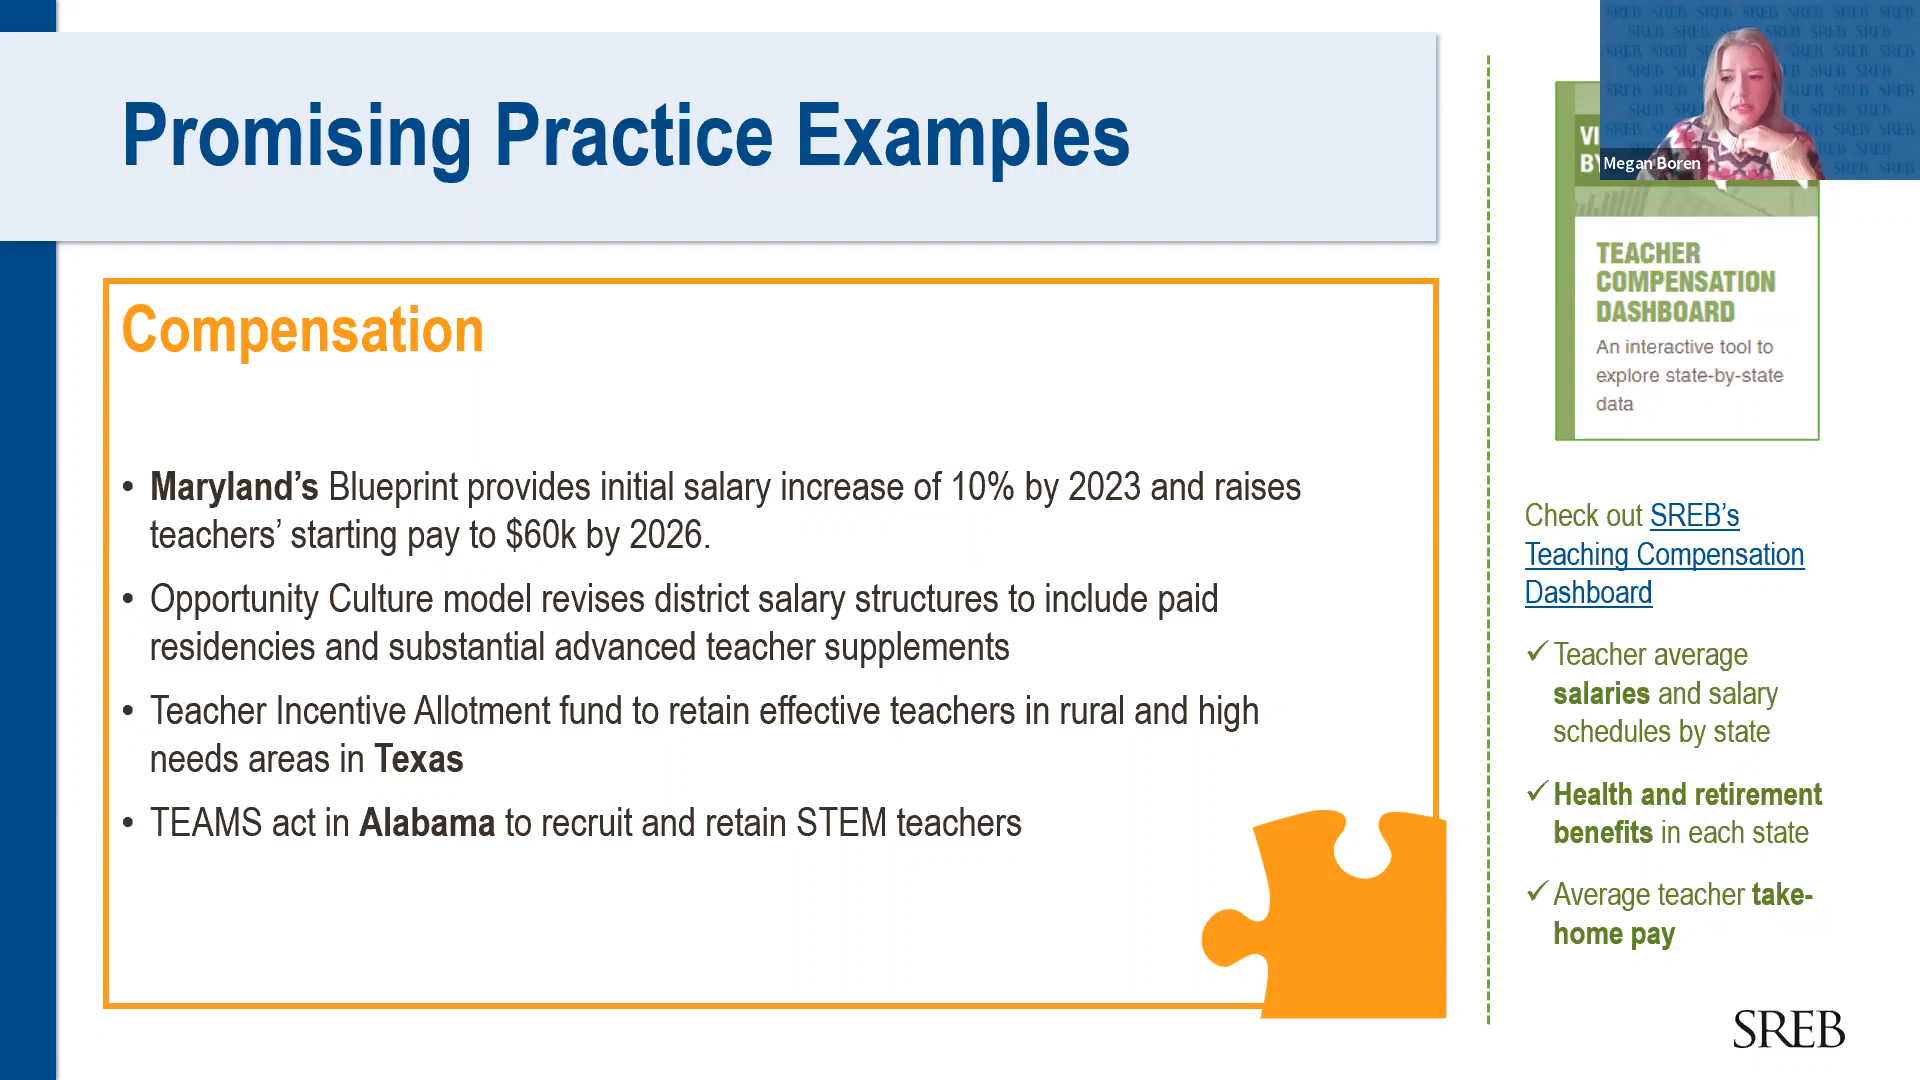 Promising Practice Examples
Compensation
• Maryland’s Blueprint provides initial salary increase of 10% by 2023 and raises
teachers’ starting pay to $60k by 2026.
• Opportunity Culture model revises district salary structures to include paid
residencies and substantial advanced teacher supplements
• Teacher Incentive Allotment fund to retain effective teachers in rural and high
needs areas in Texas
• TEAMS act in Alabama to recruit and retain STEM teachers
Megan Boren
TEACHER
COMPENSATION
DASHBOARD
An interactive tool to
explore state-by-state
data
Check out SREB’s
Teaching Compensation
Dashboard
✓ Teacher average
salaries and salary
schedules by state
✓ Health and retirement
benefits in each state
✓ Average teacher take-
home pay
SREB